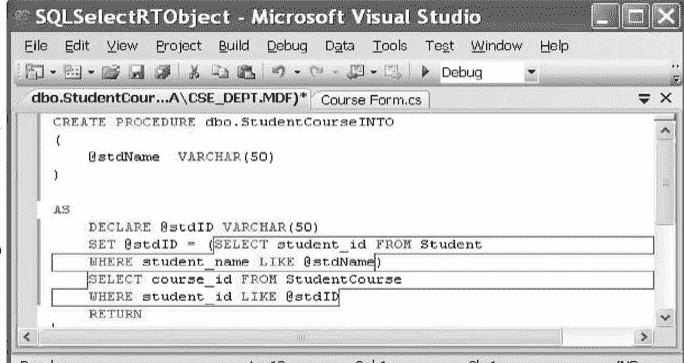 SQLSelectRTObject - Microsoft Visual Studio
File Edit View Project Build Debug Data Tools Test Window Help
Debug
dbo.StudentCour...A\CSE_DEPT.MDF)* Course Form.cs
CREATE PROCEDURE dbo.StudentCourseINTO
(
@stdName VARCHAR(50)
)
AS
DECLARE @stdID VARCHAR(50)
SET @stdID = (SELECT student_id FROM Student
WHERE student_name LIKE @stdName)
SELECT course_id FROM StudentCourse
WHERE student_id LIKE @stdID
RETURN